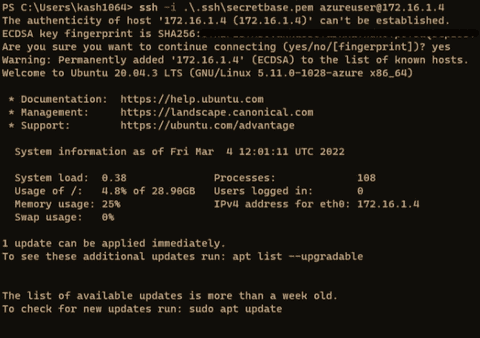 PS C:\Users\kash1064> ssh -i .\.ssh\secretbase.pem azureuser@172.16.1.4
The authenticity of host '172.16.1.4 (172.16.1.4)' can't be established.
ECDSA key fingerprint is SHA256:
Are you sure you want to continue connecting (yes/no/[fingerprint])? yes
Warning: Permanently added '172.16.1.4' (ECDSA) to the list of known hosts.
Welcome to Ubuntu 20.04.3 LTS (GNU/Linux 5.11.0-1028-azure x86_64)
* Documentation: https://help.ubuntu.com
* Management: https://landscape.canonical.com
* Support: https://ubuntu.com/advantage
System information as of Fri Mar 4 12:01:11 UTC 2022
System load: 0.38 Processes: 108
Usage of /: 4.8% of 28.90GB Users logged in: 0
Memory usage: 25% IPv4 address for eth0: 172.16.1.4
Swap usage: 0%
1 update can be applied immediately.
To see these additional updates run: apt list --upgradable
The list of available updates is more than a week old.
To check for new updates run: sudo apt update